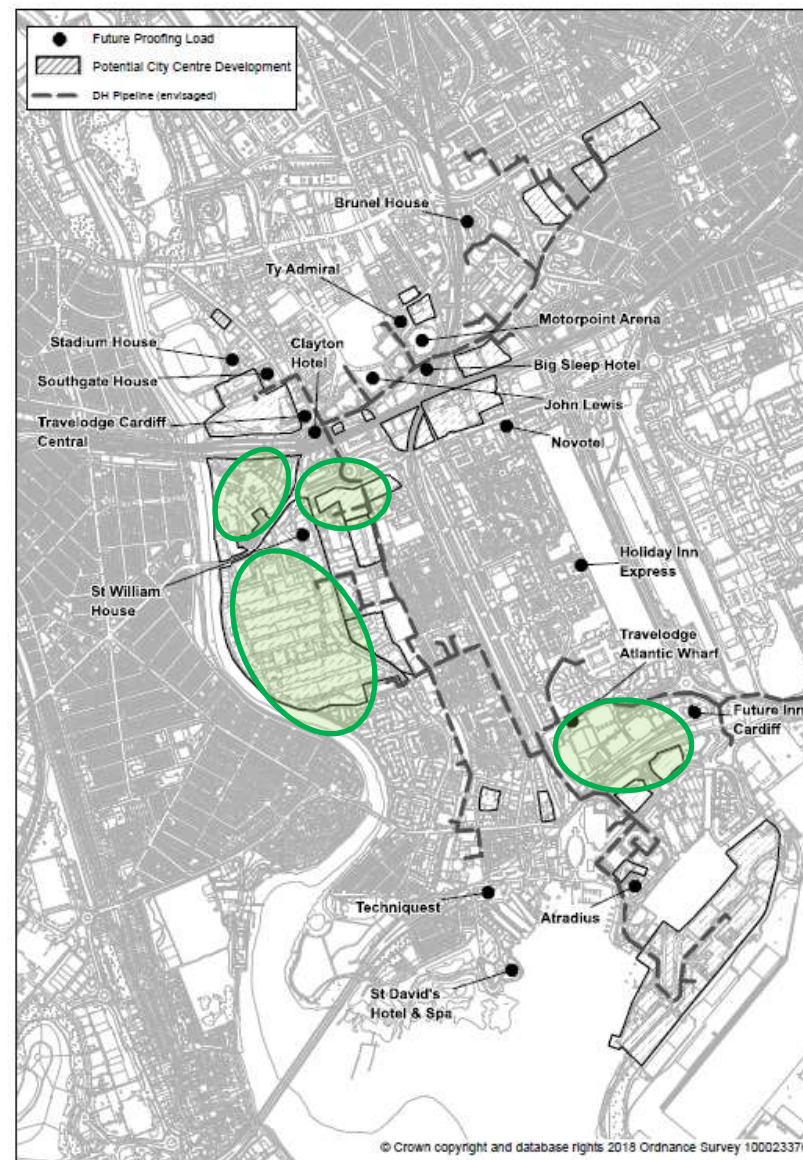 Future Proofing Load
Potential City Centre Development
DH Pipeline (envisaged)
Brunel House
Ty Admiral
Motorpoint Arena
Stadium House
Clayton
Hotel
Southgate House
Big Sleep Hotel
John Lewis
Travelodge Cardiff
Central
Novotel
Holiday Inn
Express
St William
House
Travelodge
Atlantic Wharf
Future Inn
Cardiff
Techniquest
Atradius
St David's
Hotel & Spa
© Crown copyright and database rights 2018 Ordnance Survey 100023376